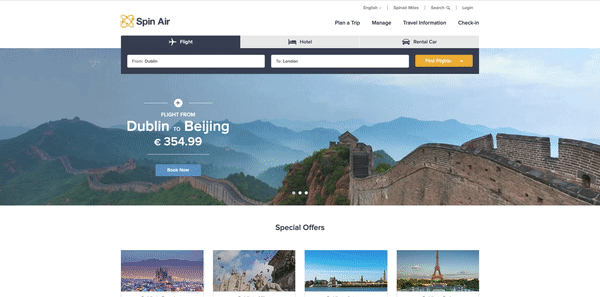 English
Spinair Miles
Search
Login
Spin Air
Plan a Trip
Manage
Travel Information
Check-in
Flight
Hotel
Rental Car
From: Dublin
To: London
Find Flights
FLIGHT FROM
Dublin TO Beijing
€ 354.99
Book Now
Special Offers